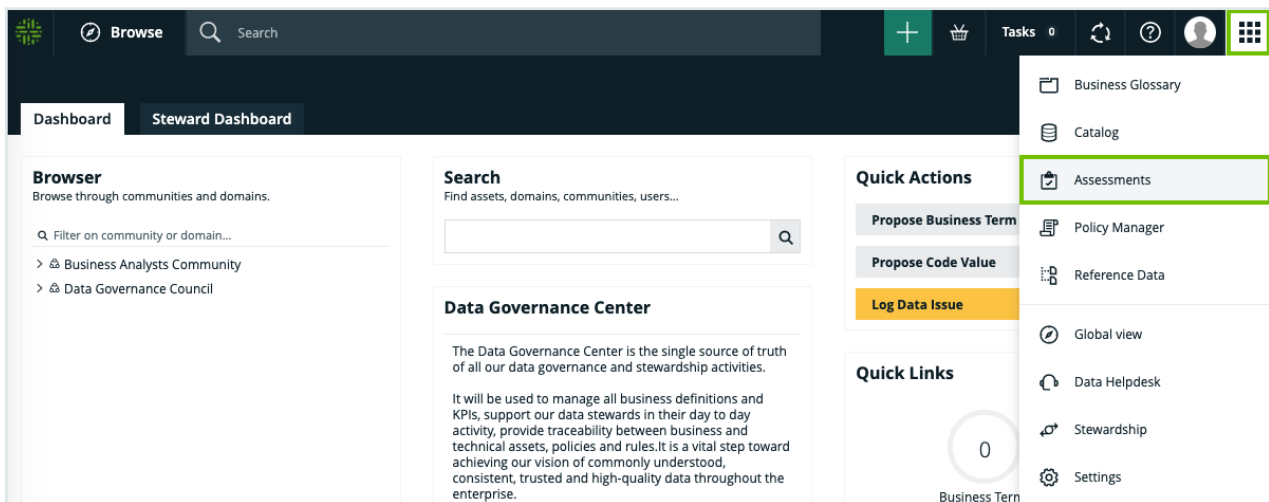 Browse
Search
Tasks 0
Dashboard
Steward Dashboard
Browser
Browse through communities and domains.
Filter on community or domain...
Business Analysts Community
Data Governance Council
Search
Find assets, domains, communities, users...
Data Governance Center
The Data Governance Center is the single source of truth
of all our data governance and stewardship activities.
It will be used to manage all business definitions and
KPIs, support our data stewards in their day to day
activity, provide traceability between business and
technical assets, policies and rules.It is a vital step toward
achieving our vision of commonly understood,
consistent, trusted and high-quality data throughout the
enterprise.
Quick Actions
Propose Business Term
Propose Code Value
Log Data Issue
Quick Links
0
Business Term
Business Glossary
Catalog
Assessments
Policy Manager
Reference Data
Global view
Data Helpdesk
Stewardship
Settings